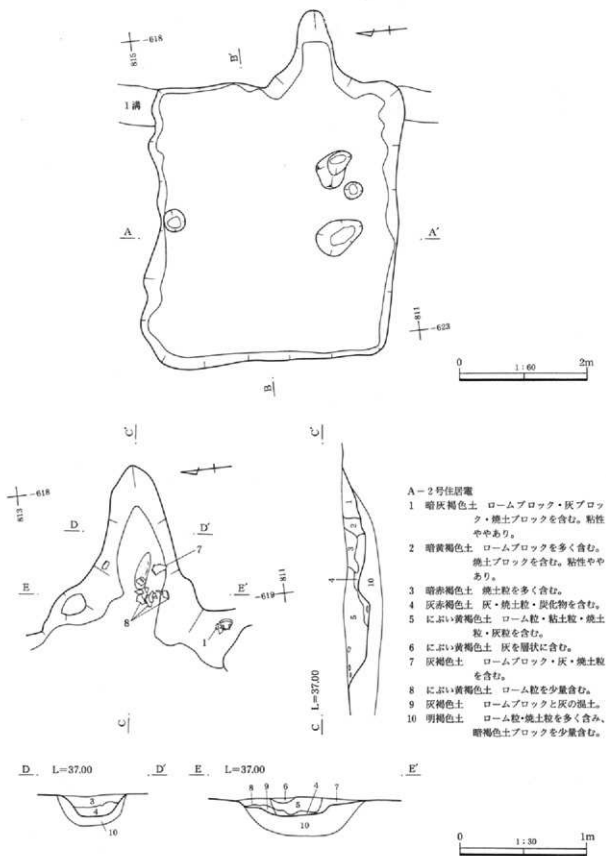 -618
815
B'
1溝
A
A'
811
-623
B
0 1:60 2m
C'
C'
-618
813
D
D'
7
E
E'
811
-619
8
1
C
C L=37.00
1
2
3
4
5
10
6
A-2号住居竈
1 暗灰褐色土 ロームブロック・灰ブロッ
ク・焼土ブロックを含む。粘性
ややあり。
2 暗黄褐色土 ロームブロックを多く含む。
焼土ブロックを含む。粘性やや
あり。
3 暗赤褐色土 焼土粒を多く含む。
4 灰赤褐色土 灰・焼土粒・炭化物を含む。
5 にぶい黄褐色土 ローム粒・粘土粒・焼土
粒・灰粒を含む。
6 にぶい黄褐色土 灰を層状に含む。
7 灰褐色土 ロームブロック・灰・焼土粒
を含む。
8 にぶい黄褐色土 ローム粒を少量含む。
9 灰褐色土 ロームブロックと灰の混土。
10 明褐色土 ローム粒・焼土粒を多く含み、
暗褐色土ブロックを少量含む。
D L=37.00 D'
3
4
10
E L=37.00 E'
8 9 6 4 7
5
10
0 1:30 1m